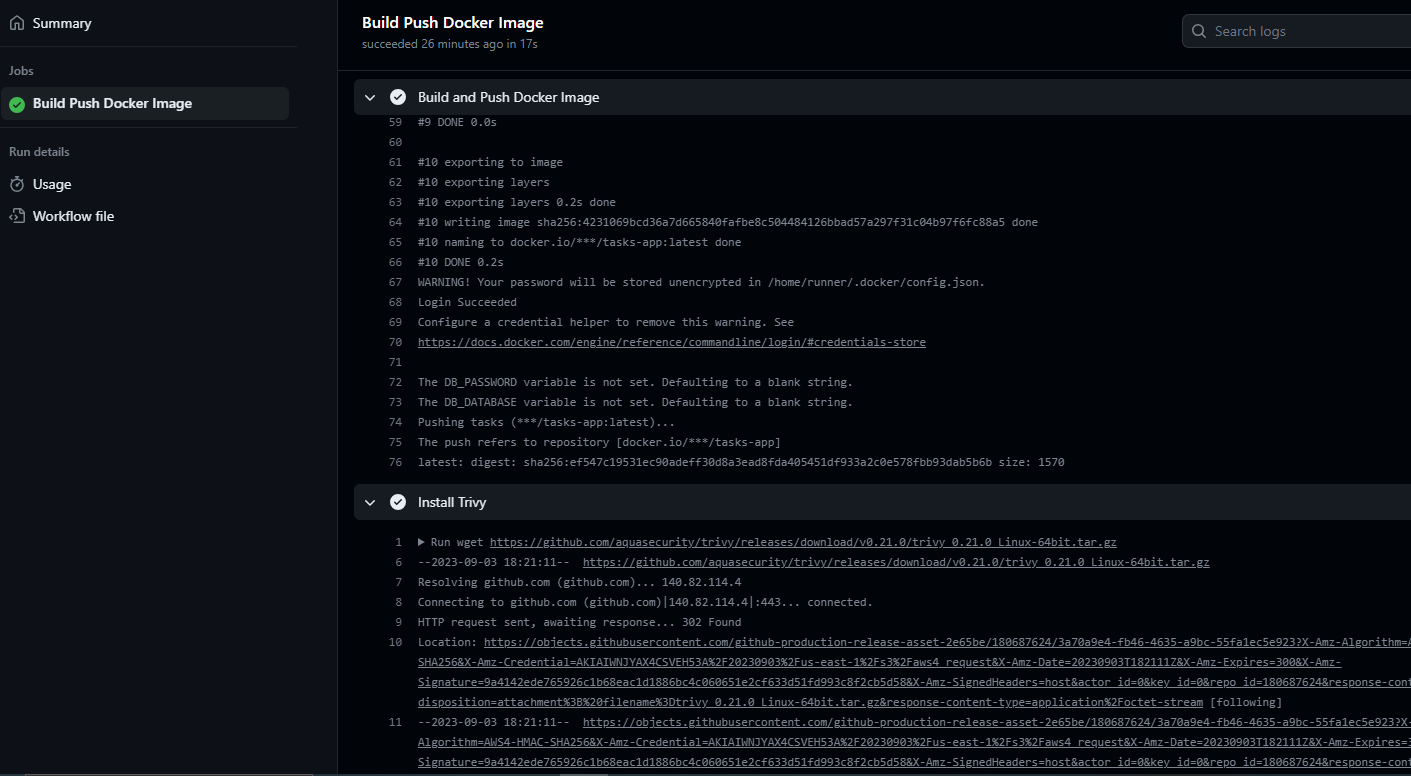 Summary
Jobs
Build Push Docker Image
Run details
Usage
Workflow file
Build Push Docker Image
succeeded 26 minutes ago in 17s
Search logs
Build and Push Docker Image
59 #9 DONE 0.0s
60
61 #10 exporting to image
62 #10 exporting layers
63 #10 exporting layers 0.2s done
64 #10 writing image sha256:4231069bcd36a7d665840fafbe8c504484126bbad57a297f31c04b97f6fc88a5 done
65 #10 naming to docker.io/***/tasks-app:latest done
66 #10 DONE 0.2s
67 WARNING! Your password will be stored unencrypted in /home/runner/.docker/config.json.
68 Login Succeeded
69 Configure a credential helper to remove this warning. See
70 https://docs.docker.com/engine/reference/commandline/login/#credentials-store
71
72 The DB_PASSWORD variable is not set. Defaulting to a blank string.
73 The DB_DATABASE variable is not set. Defaulting to a blank string.
74 Pushing tasks (***/tasks-app:latest)...
75 The push refers to repository [docker.io/***/tasks-app]
76 latest: digest: sha256:ef547c19531ec90adeff30d8a3ead8fda405451df933a2c0e578fbb93dab5b6b size: 1570
Install Trivy
1 Run wget https://github.com/aquasecurity/trivy/releases/download/v0.21.0/trivy_0.21.0_Linux-64bit.tar.gz
6 --2023-09-03 18:21:11-- https://github.com/aquasecurity/trivy/releases/download/v0.21.0/trivy_0.21.0_Linux-64bit.tar.gz
7 Resolving github.com (github.com)... 140.82.114.4
8 Connecting to github.com (github.com)|140.82.114.4|:443... connected.
9 HTTP request sent, awaiting response... 302 Found
10 Location: https://objects.githubusercontent.com/github-production-release-asset-2e65be/180687624/3a70a9e4-fb46-4635-a9bc-55fa1ec5e923?X-Amz-Algorithm=A
SHA256&X-Amz-Credential=AKIAIWNJYAX4CSVEH53A%2F20230903%2Fus-east-1%2Fs3%2Faws4_request&X-Amz-Date=20230903T182111Z&X-Amz-Expires=300&X-Amz-
Signature=9a4142ede765926c1b68eac1d1886bc4c060651e2cf633d51fd993c8f2cb5d58&X-Amz-SignedHeaders=host&actor_id=0&key_id=0&repo_id=180687624&response-cont
disposition=attachment%3B%20filename%3Dtrivy_0.21.0_Linux-64bit.tar.gz&response-content-type=application%2Foctet-stream [following]
11 --2023-09-03 18:21:11-- https://objects.githubusercontent.com/github-production-release-asset-2e65be/180687624/3a70a9e4-fb46-4635-a9bc-55fa1ec5e923?X-
Algorithm=AWS4-HMAC-SHA256&X-Amz-Credential=AKIAIWNJYAX4CSVEH53A%2F20230903%2Fus-east-1%2Fs3%2Faws4_request&X-Amz-Date=20230903T182111Z&X-Amz-Expires=3
Signature=9a4142ede765926c1b68eac1d1886bc4c060651e2cf633d51fd993c8f2cb5d58&X-Amz-SignedHeaders=host&actor_id=0&key_id=0&repo_id=180687624&response-cont